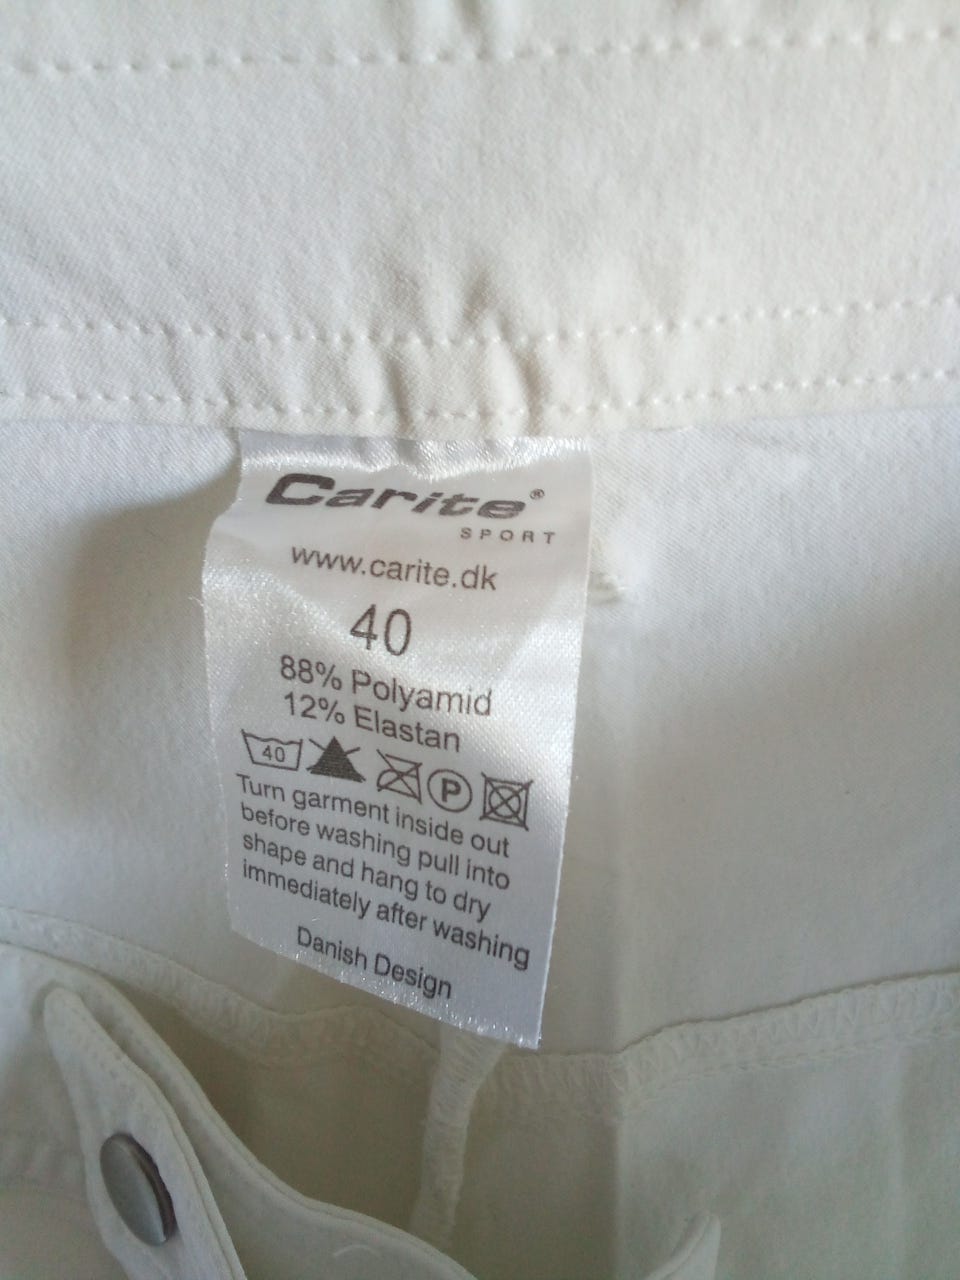 Carite®
SPORT
www.carite.dk
40
88% Polyamid
12% Elastan
40 P
Turn garment inside out
before washing pull into
shape and hang to dry
immediately after washing
Danish Design